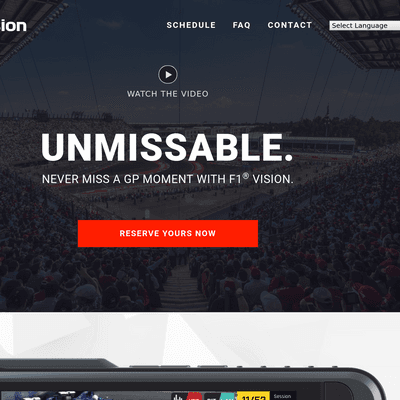 sion
SCHEDULE FAQ CONTACT Select Language
WATCH THE VIDEO
UNMISSABLE.
NEVER MISS A GP MOMENT WITH F1® VISION.
RESERVE YOURS NOW
11/52 Session